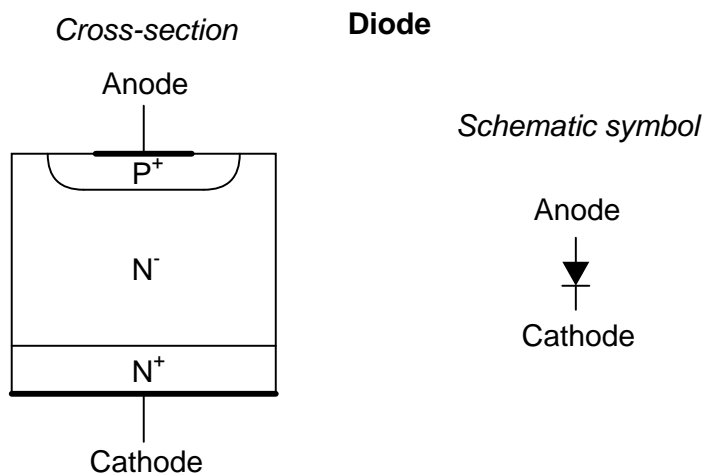 Diode
Cross-section
Anode
P⁺
N⁻
N⁺
Cathode
Schematic symbol
Anode
Cathode